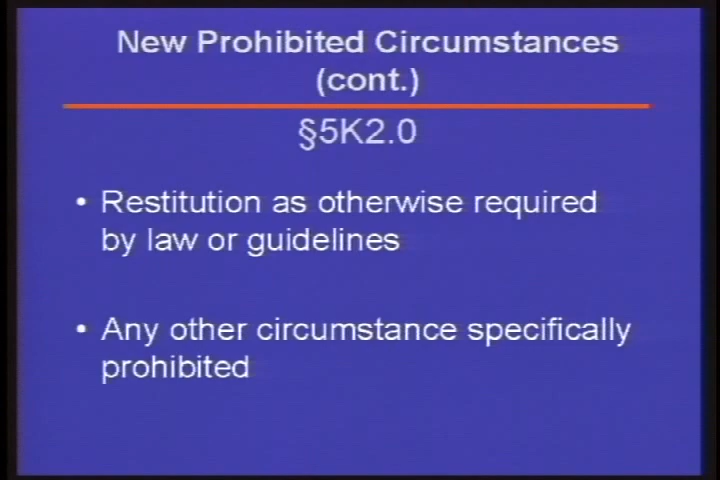 New Prohibited Circumstances
(cont.)
§5K2.0
• Restitution as otherwise required
by law or guidelines
• Any other circumstance specifically
prohibited